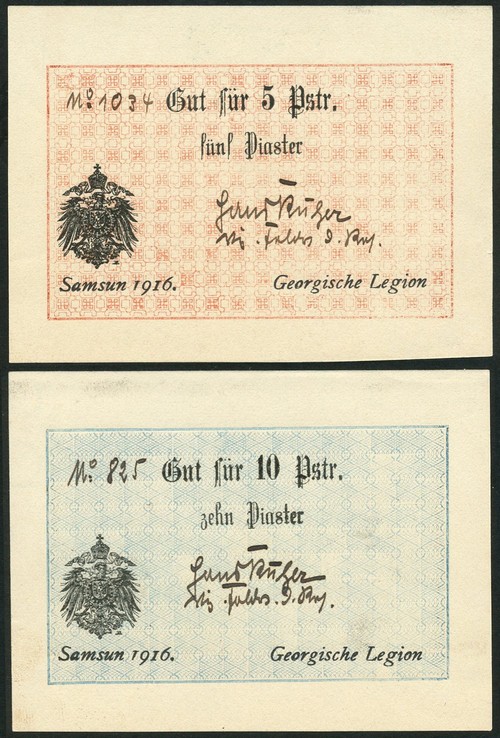 No. 1034 Gut für 5 Pstr.
fünf Piaster
Samsun 1916. Georgische Legion
No. 825 Gut für 10 Pstr.
zehn Piaster
Samsun 1916. Georgische Legion